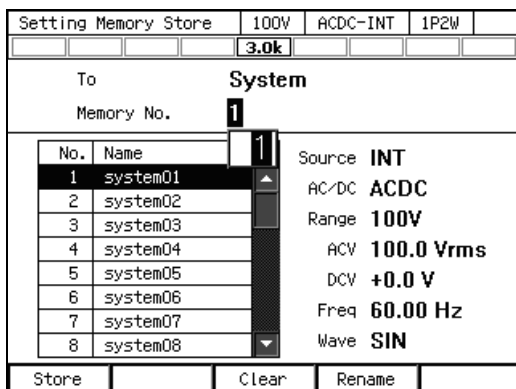 Setting Memory Store 100V ACDC-INT 1P2W
3.0k
To System
Memory No. 1
1
No. Name
1 system01
2 system02
3 system03
4 system04
5 system05
6 system06
7 system07
8 system08
Source INT
AC/DC ACDC
Range 100V
ACV 100.0 Vrms
DCV +0.0 V
Freq 60.00 Hz
Wave SIN
Store Clear Rename